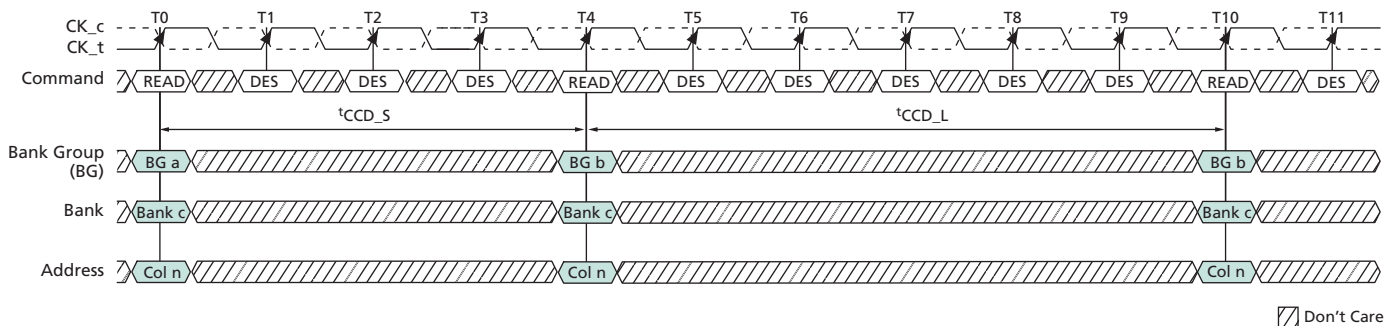 T0 T1 T2 T3 T4 T5 T6 T7 T8 T9 T10 T11
CK_c
CK_t
Command READ DES DES DES READ DES DES DES DES DES READ DES
tCCD_S tCCD_L
Bank Group
(BG)
BG a BG b BG b
Bank Bank c Bank c Bank c
Address Col n Col n Col n
Don't Care